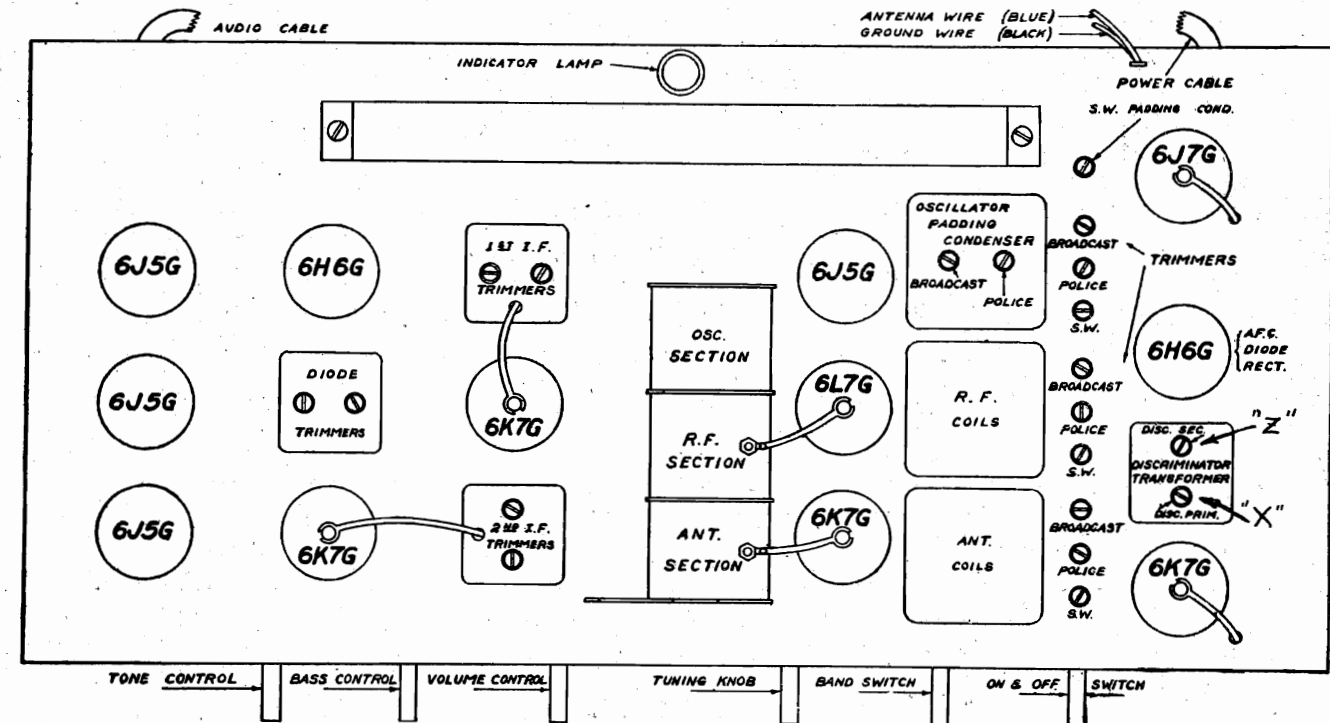 AUDIO CABLE
ANTENNA WIRE (BLUE)
GROUND WIRE (BLACK)
INDICATOR LAMP
POWER CABLE
S.W. PADDING COND.
6J7G
6J5G
6H6G
1ST I.F.
TRIMMERS
6J5G
OSCILLATOR
PADDING
CONDENSER
BROADCAST
POLICE
BROADCAST
POLICE
S.W.
TRIMMERS
OSC.
SECTION
6H6G
A.F.C.
DIODE
RECT.
6J5G
DIODE
TRIMMERS
6K7G
R.F.
SECTION
6L7G
R.F.
COILS
BROADCAST
POLICE
S.W.
"Z"
DISC. SEC.
DISCRIMINATOR
TRANSFORMER
DISC. PRIM.
"X"
6J5G
6K7G
2ND I.F.
TRIMMERS
ANT.
SECTION
6K7G
ANT.
COILS
BROADCAST
POLICE
S.W.
6K7G
TONE CONTROL
BASS CONTROL
VOLUME CONTROL
TUNING KNOB
BAND SWITCH
ON & OFF SWITCH